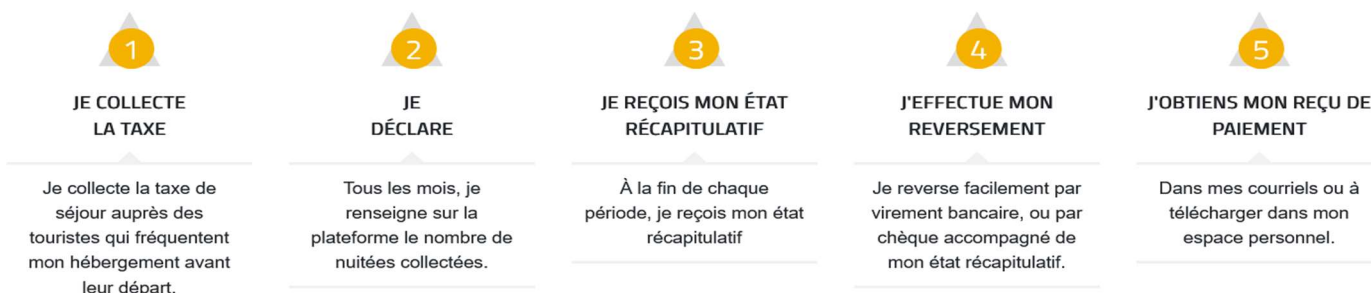 1
JE COLLECTE
LA TAXE
Je collecte la taxe de
séjour auprès des
touristes qui fréquentent
mon hébergement avant
leur départ.
2
JE
DÉCLARE
Tous les mois, je
renseigne sur la
plateforme le nombre de
nuitées collectées.
3
JE REÇOIS MON ÉTAT
RÉCAPITULATIF
À la fin de chaque
période, je reçois mon état
récapitulatif
4
J'EFFECTUE MON
REVERSEMENT
Je reverse facilement par
virement bancaire, ou par
chèque accompagné de
mon état récapitulatif.
5
J'OBTIENS MON REÇU DE
PAIEMENT
Dans mes courriels ou à
télécharger dans mon
espace personnel.